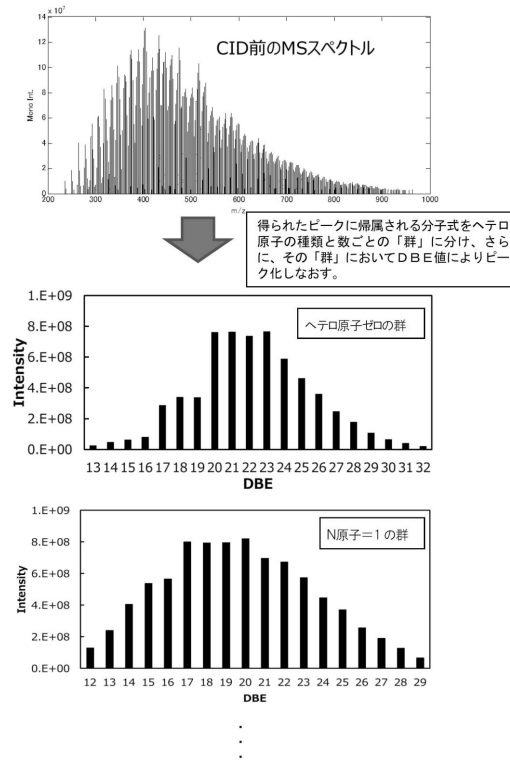 CID前のMSスペクトル
×10⁷
14
12
10
8
6
4
2
0
Mono Int.
200 300 400 500 600 700 800 900 1000
m/z
得られたピークに帰属される分子式をヘテロ
原子の種類と数ごとの「群」に分け、さら
に、その「群」においてDBE値によりピー
ク化しなおす。
1.E+09
8.E+08
6.E+08
4.E+08
2.E+08
0.E+00
Intensity
ヘテロ原子ゼロの群
13 14 15 16 17 18 19 20 21 22 23 24 25 26 27 28 29 30 31 32
DBE
1.E+09
8.E+08
6.E+08
4.E+08
2.E+08
0.E+00
Intensity
N原子=1の群
12 13 14 15 16 17 18 19 20 21 22 23 24 25 26 27 28 29
DBE